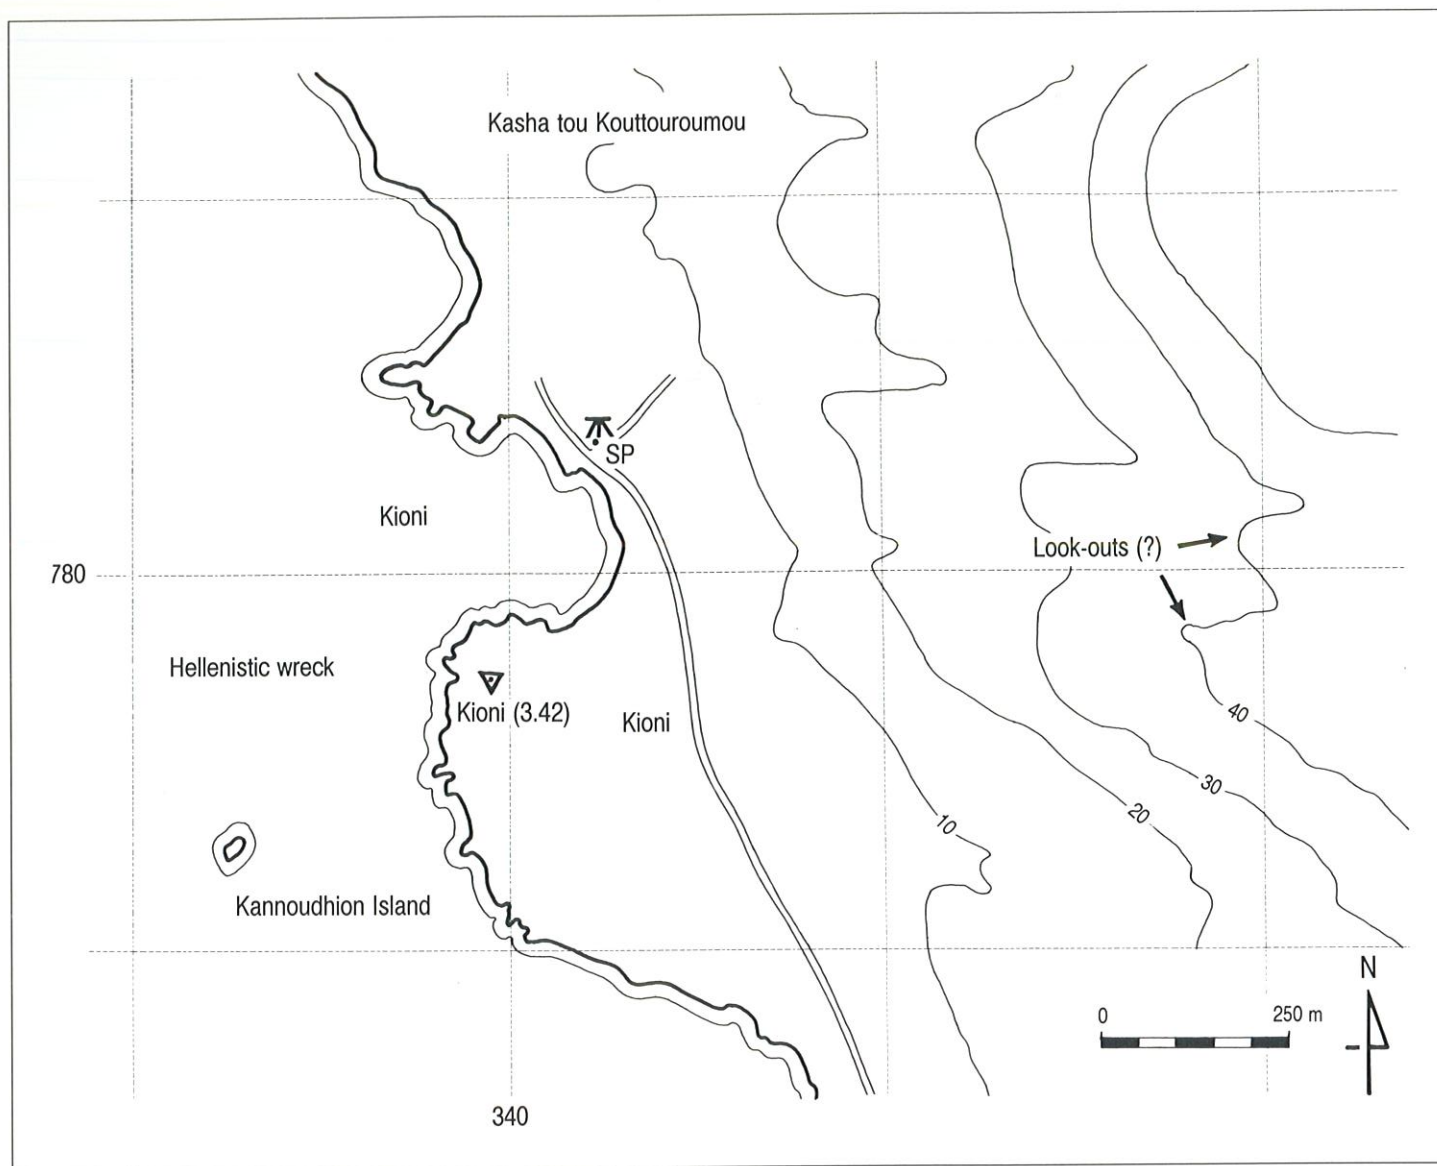 Kasha tou Kouttouroumou
SP
Kioni
Look-outs (?)
780
Hellenistic wreck
Kioni (3.42)
Kioni
40
30
20
10
Kannoudhion Island
N
0 250 m
340